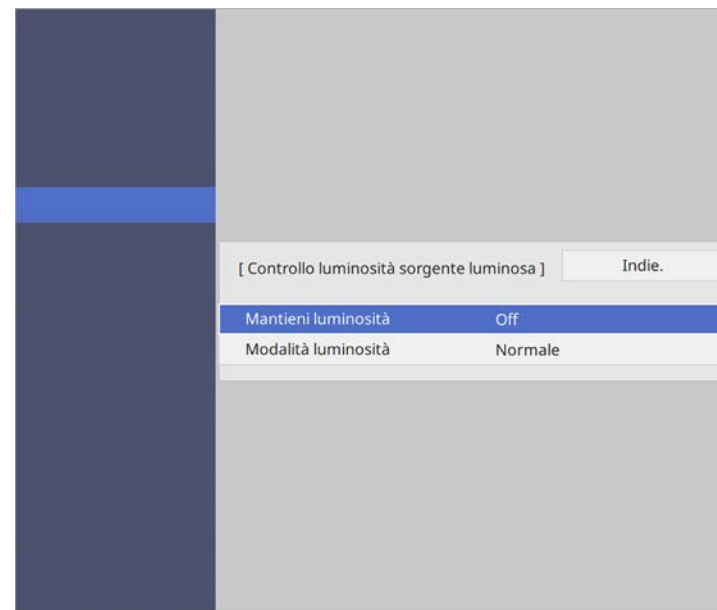 [ Controllo luminosità sorgente luminosa ] Indie.
Mantieni luminosità Off
Modalità luminosità Normale